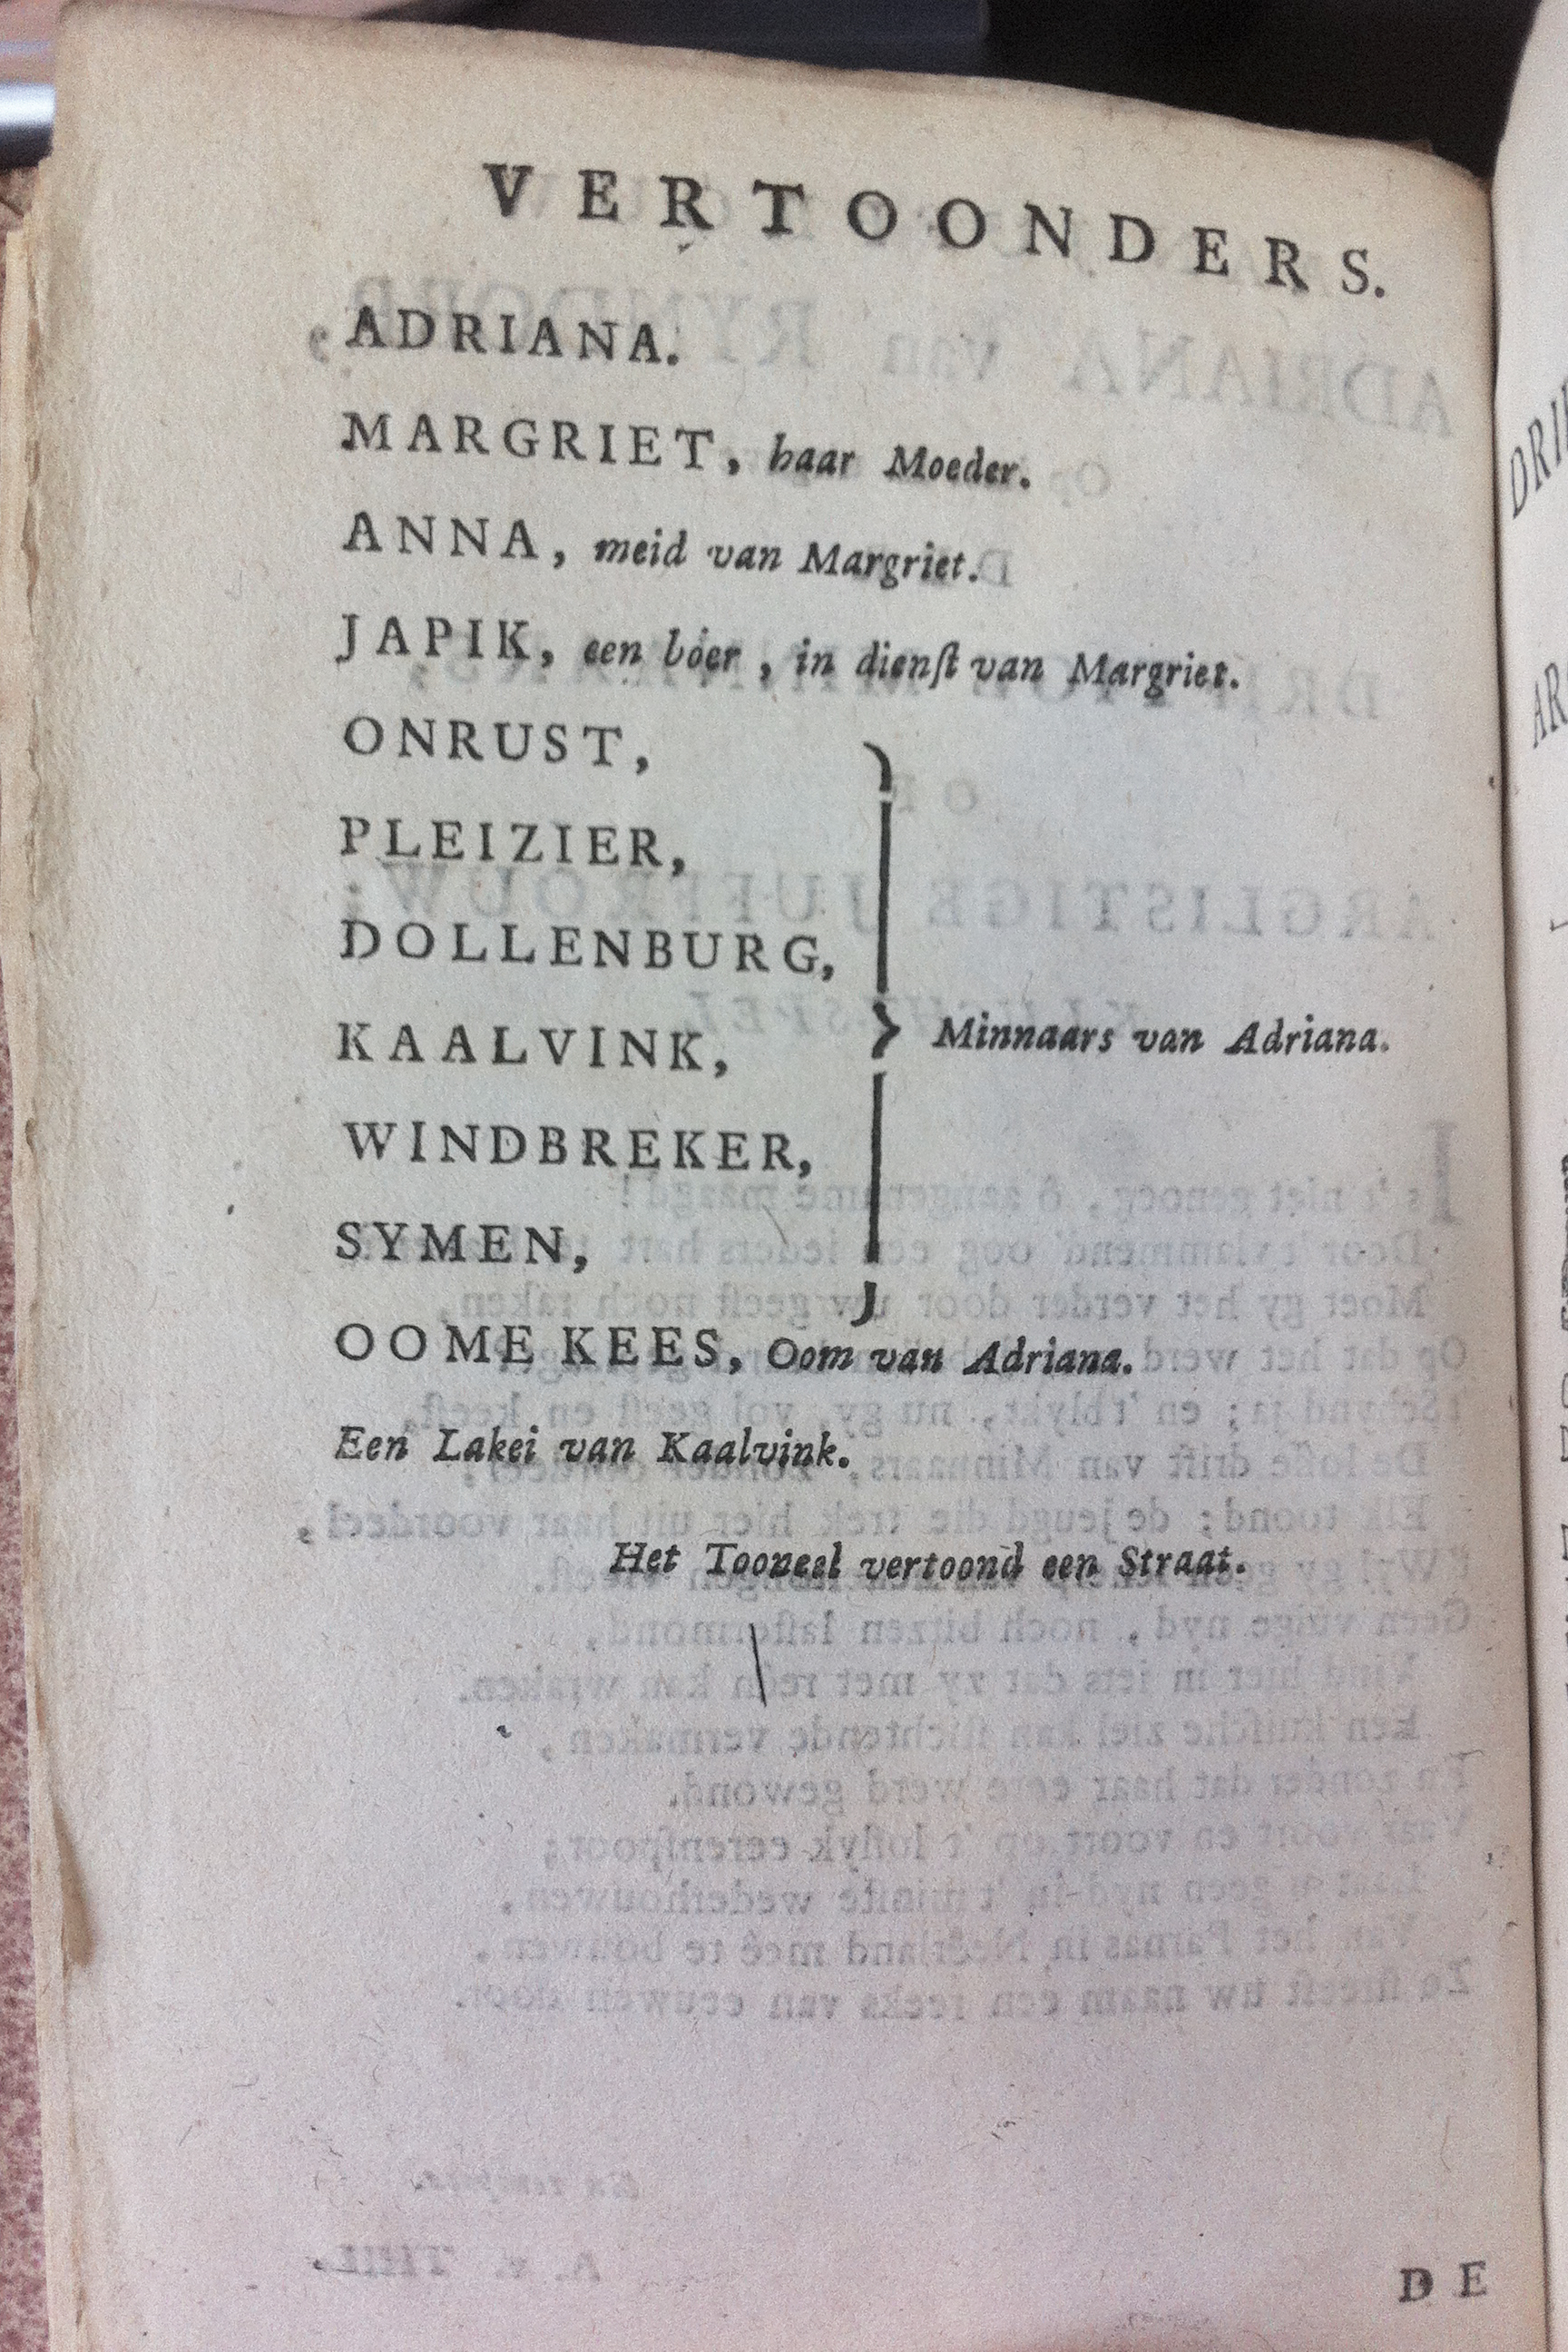 VERTOONDERS.
ADRIANA.
MARGRIET, haar Moeder.
ANNA, meid van Margriet.
JAPIK, een boer, in dienſt van Margriet.
ONRUST,
PLEIZIER,
DOLLENBURG,
KAALVINK, } Minnaars van Adriana.
WINDBREKER,
SYMEN,
OOME KEES, Oom van Adriana.
Een Lakei van Kaalvink.
Het Tooneel vertoond een Straat.
DE